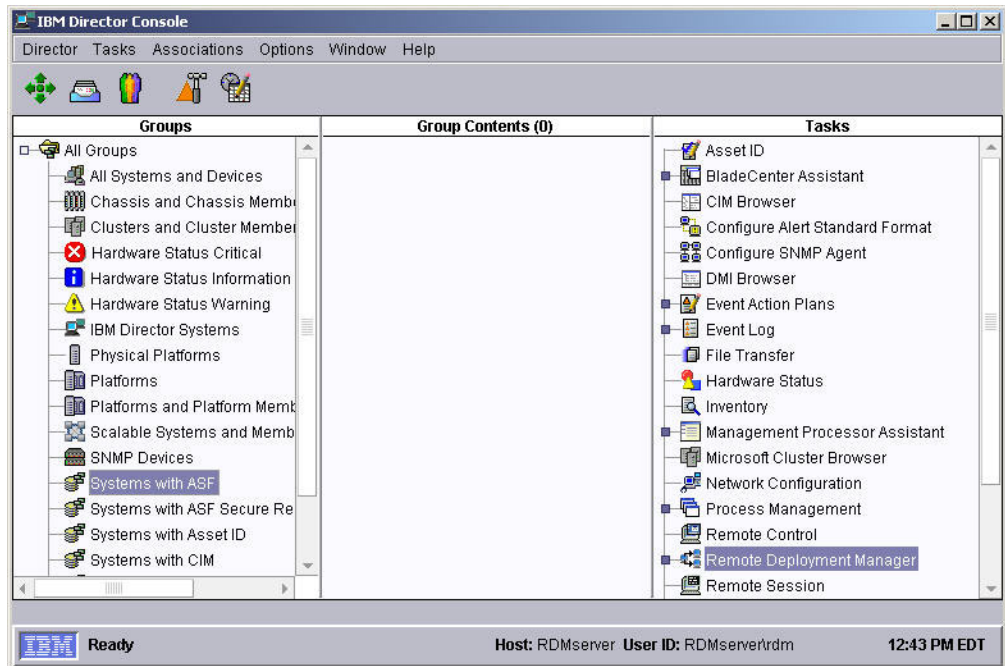 IBM Director Console
Director Tasks Associations Options Window Help
Groups
All Groups
All Systems and Devices
Chassis and Chassis Memb
Clusters and Cluster Member
Hardware Status Critical
Hardware Status Information
Hardware Status Warning
IBM Director Systems
Physical Platforms
Platforms
Platforms and Platform Memb
Scalable Systems and Memb
SNMP Devices
Systems with ASF
Systems with ASF Secure Re
Systems with Asset ID
Systems with CIM
Group Contents (0)
Tasks
Asset ID
BladeCenter Assistant
CIM Browser
Configure Alert Standard Format
Configure SNMP Agent
DMI Browser
Event Action Plans
Event Log
File Transfer
Hardware Status
Inventory
Management Processor Assistant
Microsoft Cluster Browser
Network Configuration
Process Management
Remote Control
Remote Deployment Manager
Remote Session
IBM Ready Host: RDMserver User ID: RDMserver\rdm 12:43 PM EDT